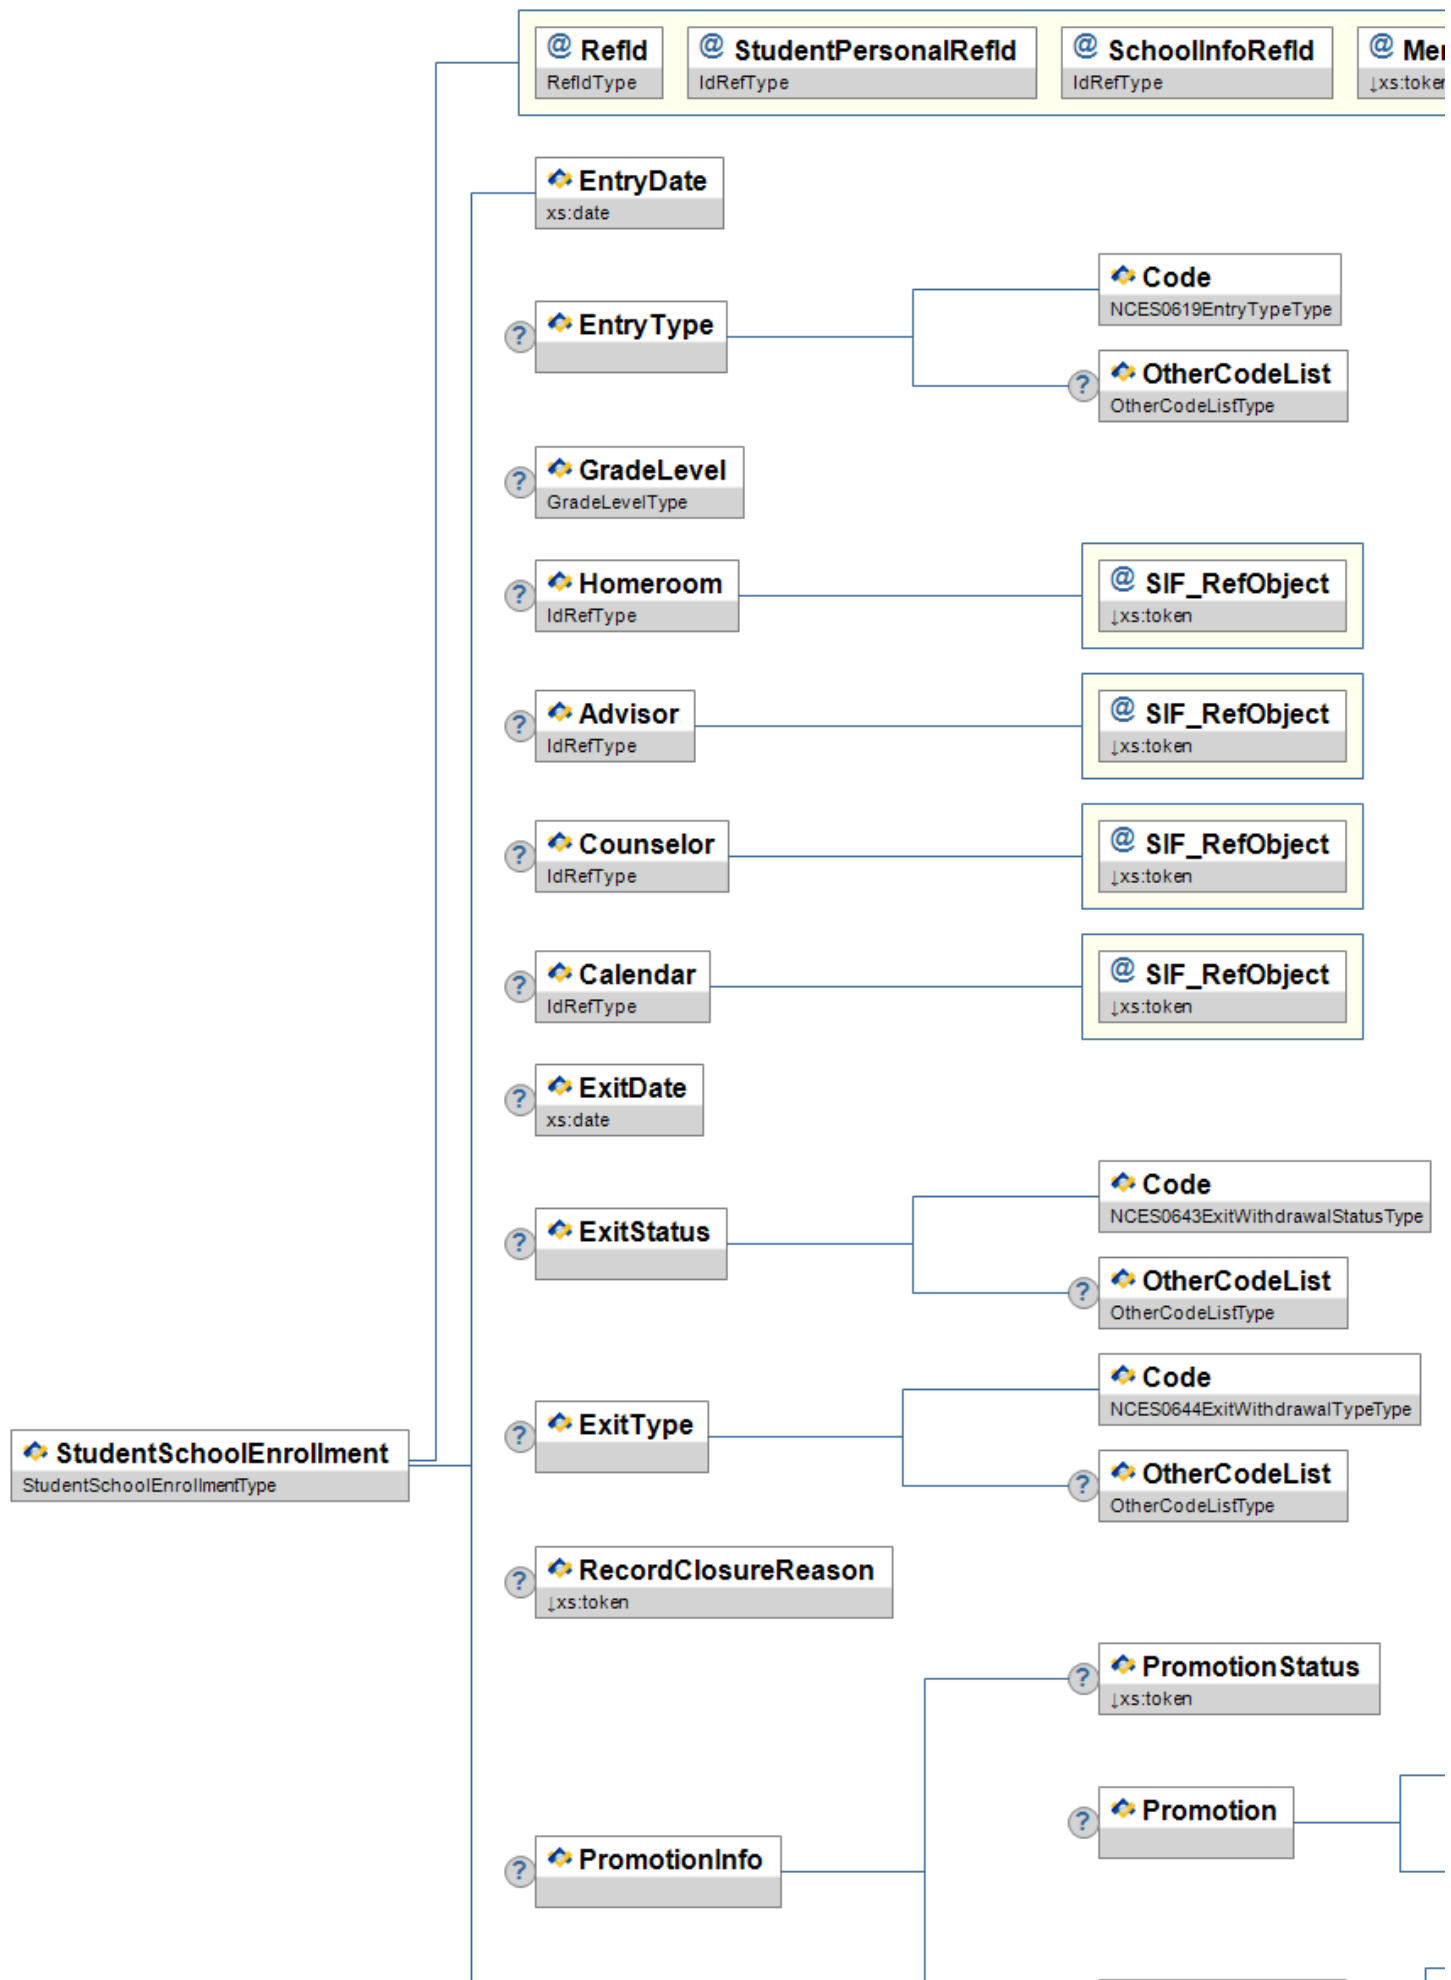 @ RefId @ StudentPersonalRefId @ SchoolInfoRefId @
RefIdType IdRefType IdRefType ↓xs:token
EntryDate
xs:date
Code
NCES0619EntryTypeType
? EntryType
? OtherCodeList
OtherCodeListType
? GradeLevel
GradeLevelType
? Homeroom @ SIF_RefObject
IdRefType ↓xs:token
? Advisor @ SIF_RefObject
IdRefType ↓xs:token
? Counselor @ SIF_RefObject
IdRefType ↓xs:token
? Calendar @ SIF_RefObject
IdRefType ↓xs:token
? ExitDate
xs:date
Code
NCES0643ExitWithdrawalStatusType
? ExitStatus
? OtherCodeList
OtherCodeListType
Code
NCES0644ExitWithdrawalTypeType
? ExitType
StudentSchoolEnrollment
StudentSchoolEnrollmentType
? OtherCodeList
OtherCodeListType
? RecordClosureReason
↓xs:token
? PromotionStatus
↓xs:token
? Promotion
? PromotionInfo